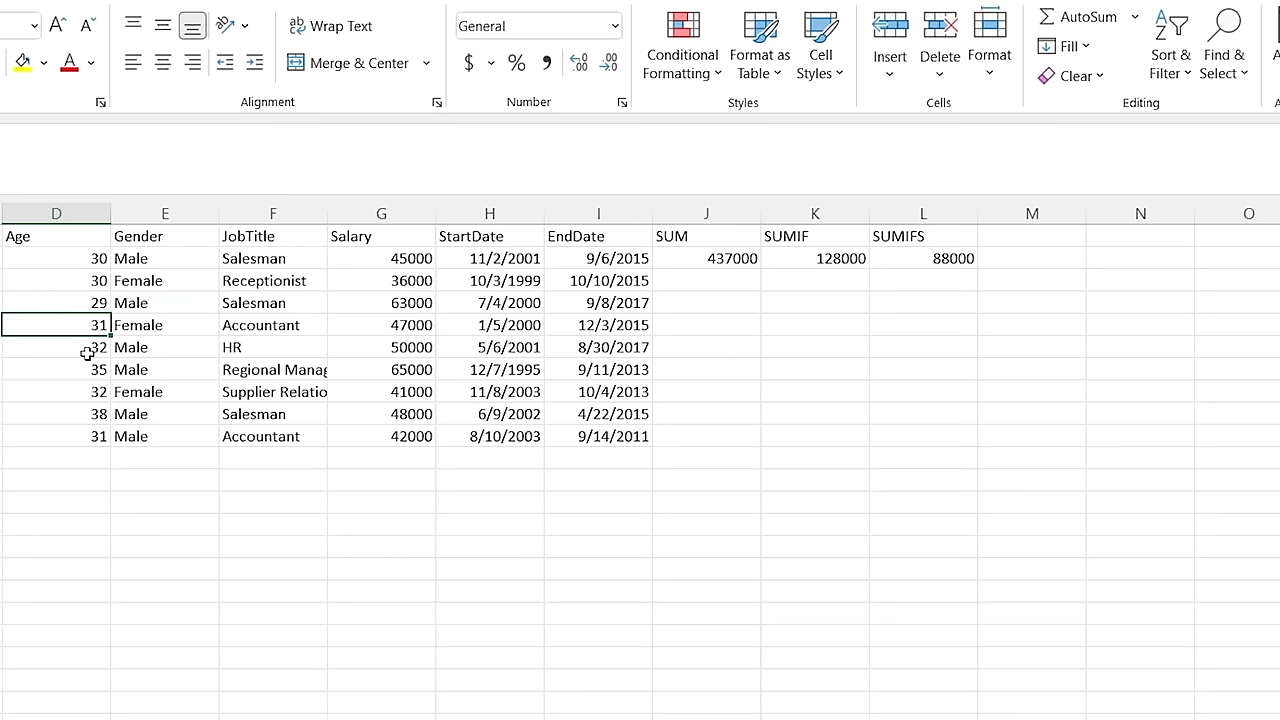 Wrap Text
General
AutoSum
Merge & Center
$ % 9
Conditional Formatting
Format as Table
Cell Styles
Insert
Delete
Format
Fill
Clear
Sort & Filter
Find & Select
Alignment
Number
Styles
Cells
Editing
D E F G H I J K L M N O
Age Gender JobTitle Salary StartDate EndDate SUM SUMIF SUMIFS
30 Male Salesman 45000 11/2/2001 9/6/2015 437000 128000 88000
30 Female Receptionist 36000 10/3/1999 10/10/2015
29 Male Salesman 63000 7/4/2000 9/8/2017
31 Female Accountant 47000 1/5/2000 12/3/2015
32 Male HR 50000 5/6/2001 8/30/2017
35 Male Regional Manag 65000 12/7/1995 9/11/2013
32 Female Supplier Relatio 41000 11/8/2003 10/4/2013
38 Male Salesman 48000 6/9/2002 4/22/2015
31 Male Accountant 42000 8/10/2003 9/14/2011